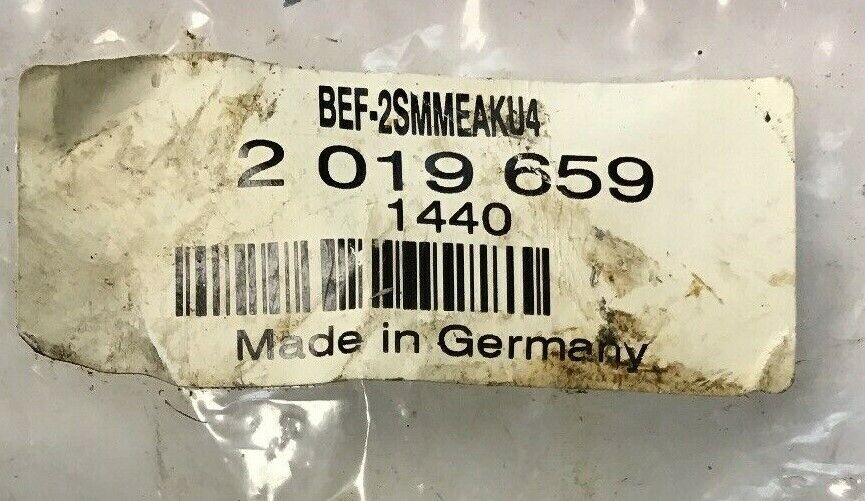 BEF-2SMMEAKU4
2 019 659
1440
Made in Germany